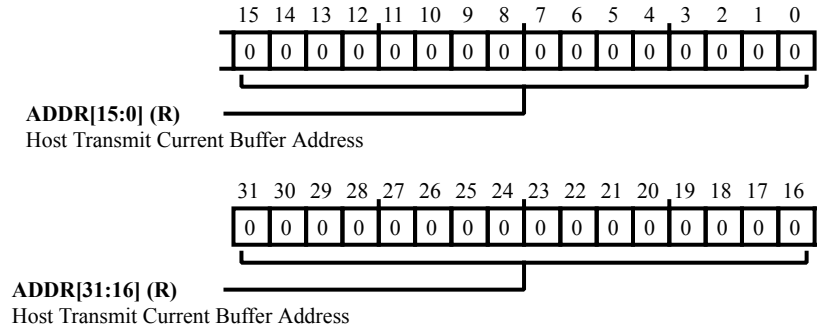 15 14 13 12 11 10 9 8 7 6 5 4 3 2 1 0
0 0 0 0 0 0 0 0 0 0 0 0 0 0 0 0
ADDR[15:0] (R)
Host Transmit Current Buffer Address
31 30 29 28 27 26 25 24 23 22 21 20 19 18 17 16
0 0 0 0 0 0 0 0 0 0 0 0 0 0 0 0
ADDR[31:16] (R)
Host Transmit Current Buffer Address